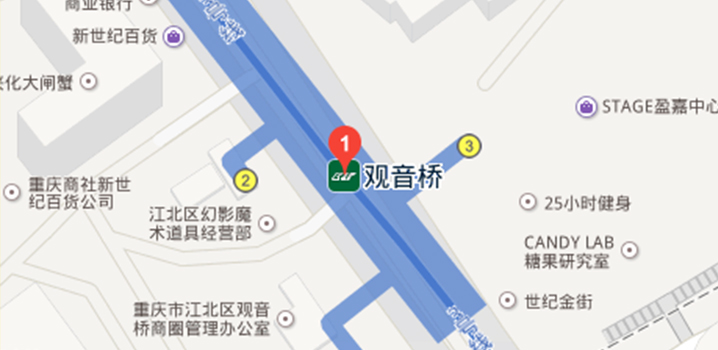 商业银行
新世纪百货
化大闸蟹
STAGE盈嘉中心
1
3
观音桥
2
重庆商社新世
纪百货公司
25小时健身
江北区幻影魔
术道具经营部
CANDY LAB
糖果研究室
世纪金街
重庆市江北区观音
桥商圈管理办公室